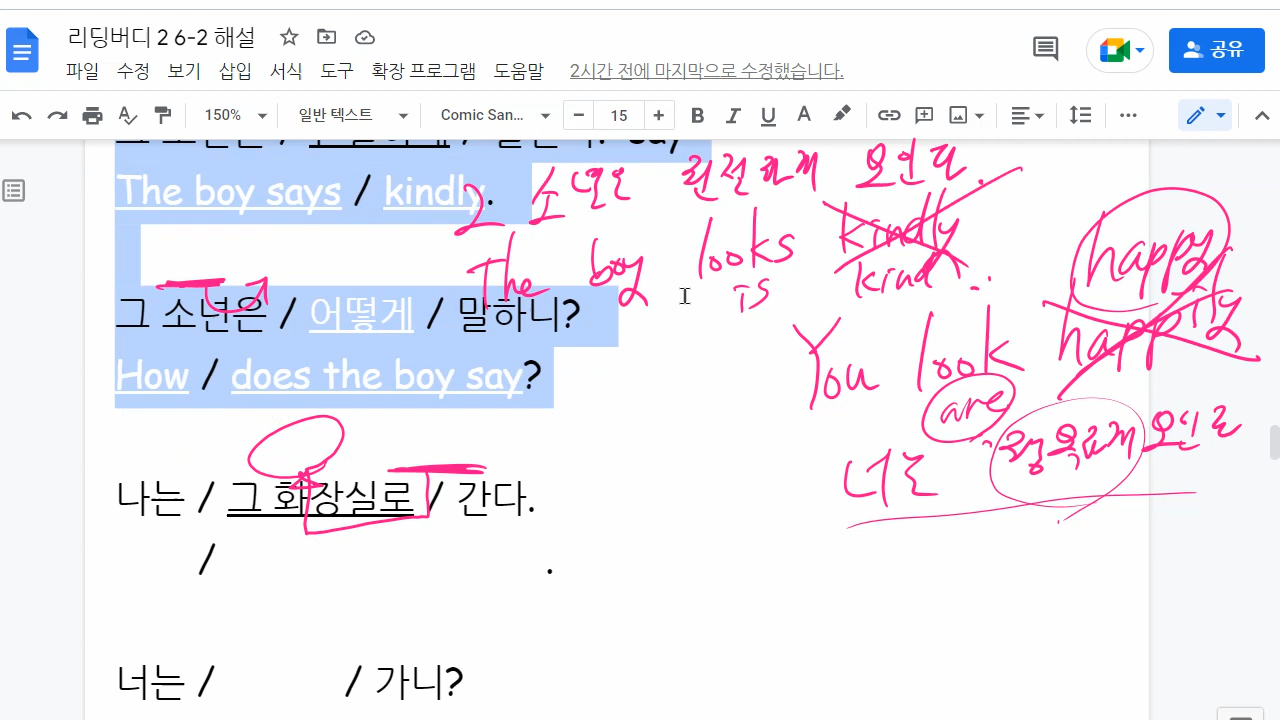 리딩버디 2 6-2 해설
파일 수정 보기 삽입 서식 도구 확장 프로그램 도움말 2시간 전에 마지막으로 수정했습니다.
공유
150% 일반 텍스트 Comic San... − 15 + B I U A ...
The boy says / kindly.
그 소년은 친절하게 보인다.
The boy looks kindly
is kind
happy
You look happily
are
너는 행복하게 보인다
그 소년은 / 어떻게 / 말하니?
How / does the boy say?
나는 / 그 화장실로 / 간다.
/ .
너는 / / 가니?